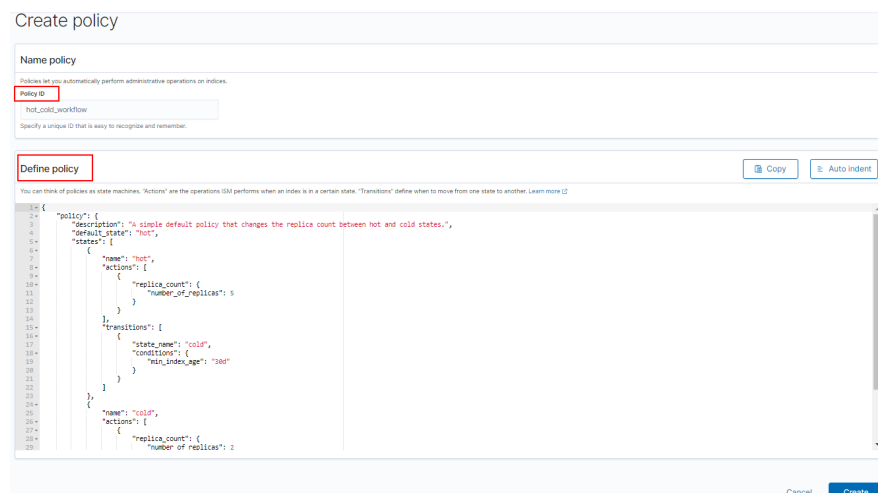 Create policy
Name policy
Policies let you automatically perform administrative operations on indices.
Policy ID
hot_cold_workflow
Specify a unique ID that is easy to recognize and remember.
Define policy
Copy
Auto indent
You can think of policies as state machines. "Actions" are the operations ISM performs when an index is in a certain state. "Transitions" define when to move from one state to another. Learn more
1 {
2 "policy": {
3 "description": "A simple default policy that changes the replica count between hot and cold states.",
4 "default_state": "hot",
5 "states": [
6 {
7 "name": "hot",
8 "actions": [
9 {
10 "replica_count": {
11 "number_of_replicas": 5
12 }
13 }
14 ],
15 "transitions": [
16 {
17 "state_name": "cold",
18 "conditions": {
19 "min_index_age": "30d"
20 }
21 }
22 ]
23 },
24 {
25 "name": "cold",
26 "actions": [
27 {
28 "replica_count": {
29 "number_of_replicas": 2
Cancel
Create